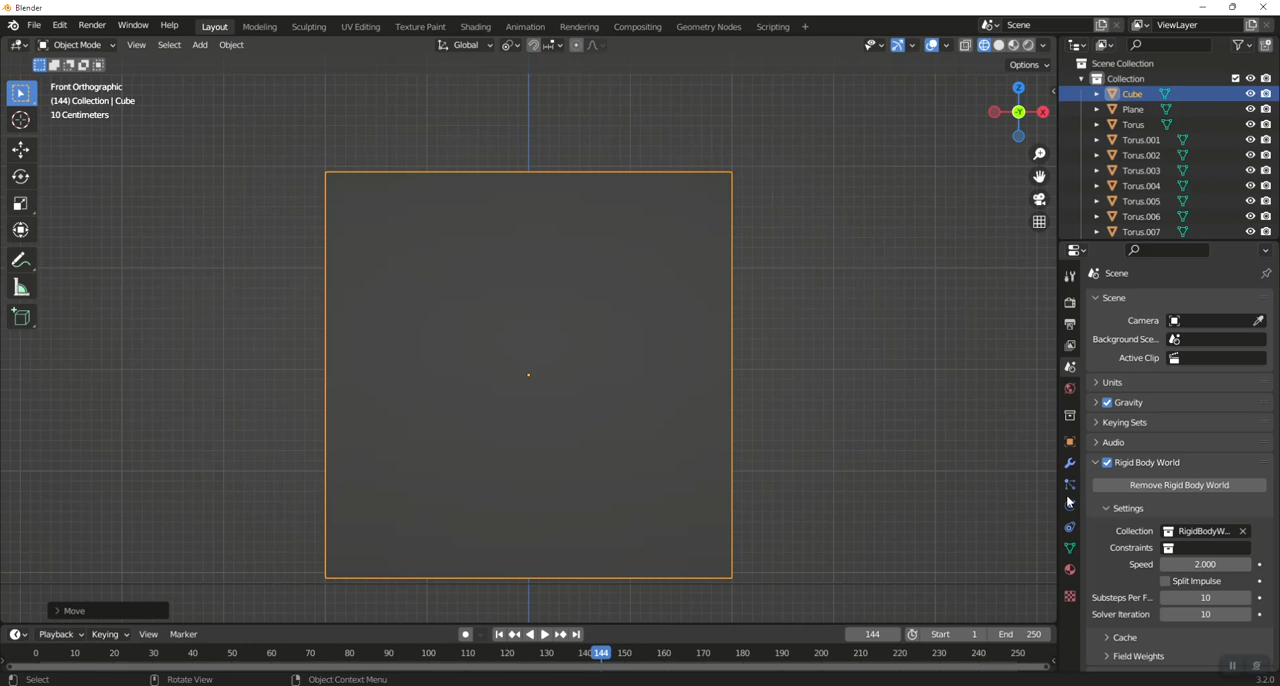 Blender
File Edit Render Window Help Layout Modeling Sculpting UV Editing Texture Paint Shading Animation Rendering Compositing Geometry Nodes Scripting + Scene ViewLayer
Object Mode View Select Add Object Global
Options
Front Orthographic
(144) Collection | Cube
10 Centimeters
Z
X
-Y
Scene Collection
Collection
Cube
Plane
Torus
Torus.001
Torus.002
Torus.003
Torus.004
Torus.005
Torus.006
Torus.007
Scene
Scene
Camera
Background Sce...
Active Clip
Units
Gravity
Keying Sets
Audio
Rigid Body World
Remove Rigid Body World
Settings
Collection RigidBodyW...
Constraints
Speed 2.000
Split Impulse
Substeps Per F... 10
Solver Iteration 10
Cache
Field Weights
Move
Playback Keying View Marker 144 Start 1 End 250
0 10 20 30 40 50 60 70 80 90 100 110 120 130 140 144 150 160 170 180 190 200 210 220 230 240 250
Select Rotate View Object Context Menu 3.2.0